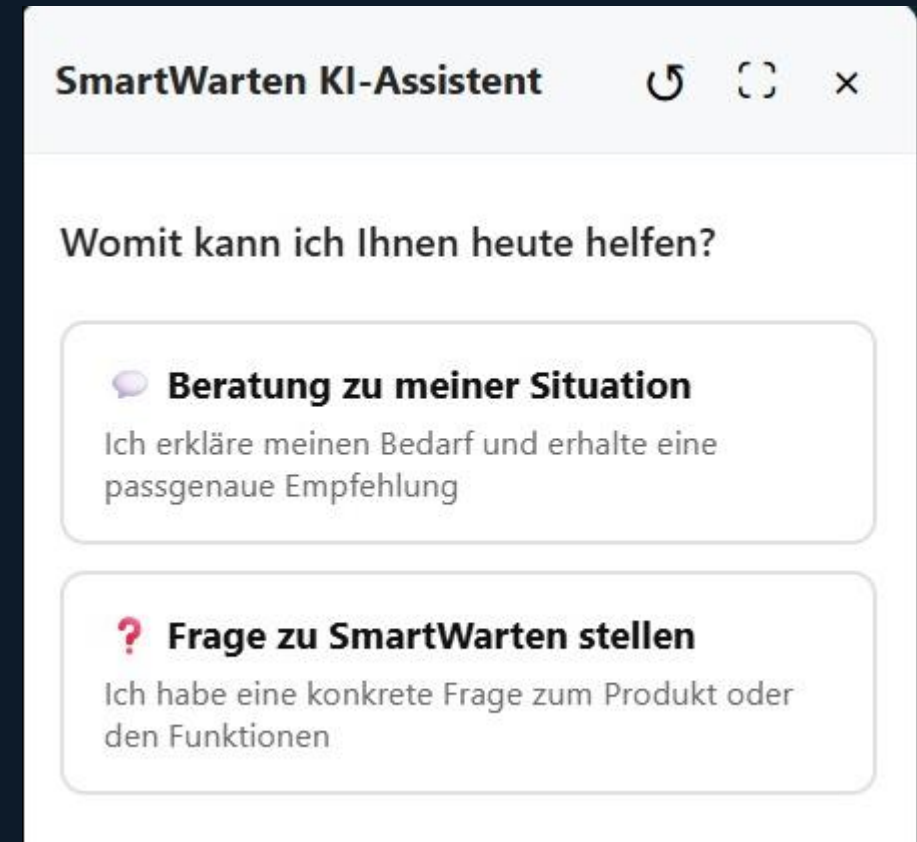 SmartWarten KI-Assistent
Womit kann ich Ihnen heute helfen?
Beratung zu meiner Situation
Ich erkläre meinen Bedarf und erhalte eine
passgenaue Empfehlung
Frage zu SmartWarten stellen
Ich habe eine konkrete Frage zum Produkt oder
den Funktionen